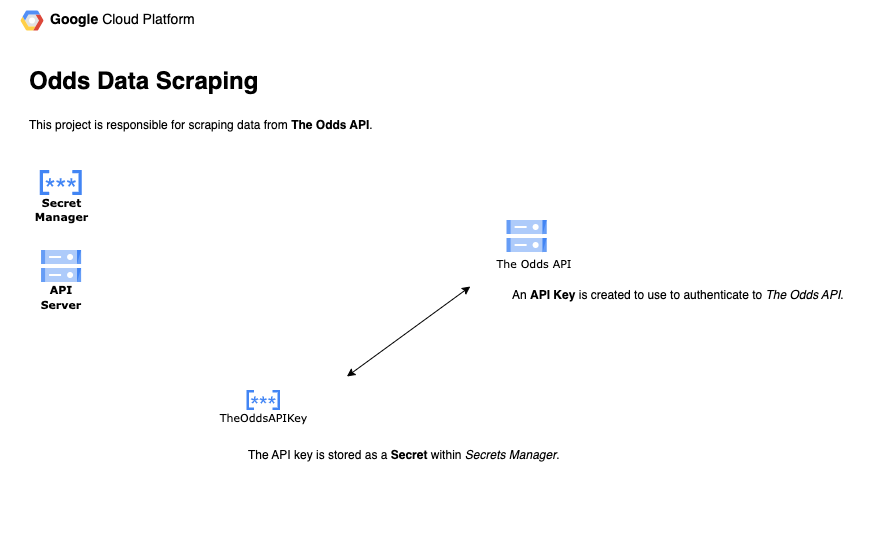 Google Cloud Platform
Odds Data Scraping
This project is responsible for scraping data from The Odds API.
[***]
Secret
Manager
API
Server
The Odds API
An API Key is created to use to authenticate to The Odds API.
[***]
TheOddsAPIKey
The API key is stored as a Secret within Secrets Manager.